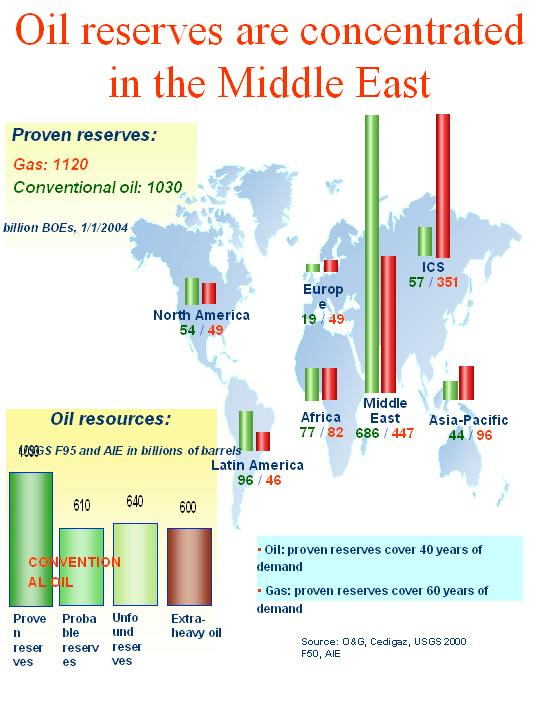 Oil reserves are concentrated
in the Middle East
Proven reserves:
Gas: 1120
Conventional oil: 1030
billion BOEs, 1/1/2004
ICS
57 / 351
Europ
e
19 / 49
North America
54 / 49
Africa
77 / 82
Middle
East
686 / 447
Asia-Pacific
44 / 96
Latin America
96 / 46
Oil resources:
USGS F95 and AIE in billions of barrels
610
640
600
CONVENTION
AL OIL
Prove
n
reser
ves
Proba
ble
reserv
es
Unfo
und
reser
ves
Extra-
heavy oil
• Oil: proven reserves cover 40 years of
demand
• Gas: proven reserves cover 60 years of
demand
Source: O&G, Cedigaz, USGS 2000
F50, AIE